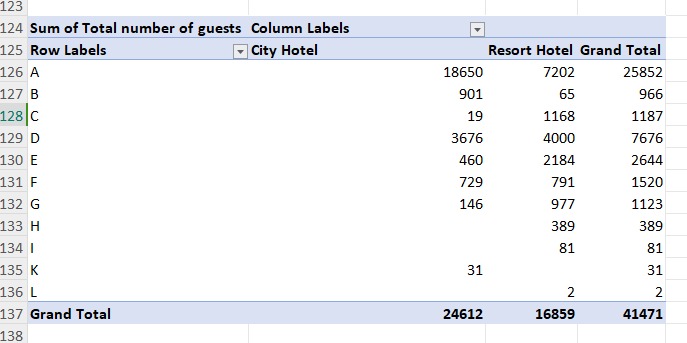 123
124 Sum of Total number of guests Column Labels
125 Row Labels City Hotel Resort Hotel Grand Total
126 A 18650 7202 25852
127 B 901 65 966
128 C 19 1168 1187
129 D 3676 4000 7676
130 E 460 2184 2644
131 F 729 791 1520
132 G 146 977 1123
133 H 389 389
134 I 81 81
135 K 31 31
136 L 2 2
137 Grand Total 24612 16859 41471
138